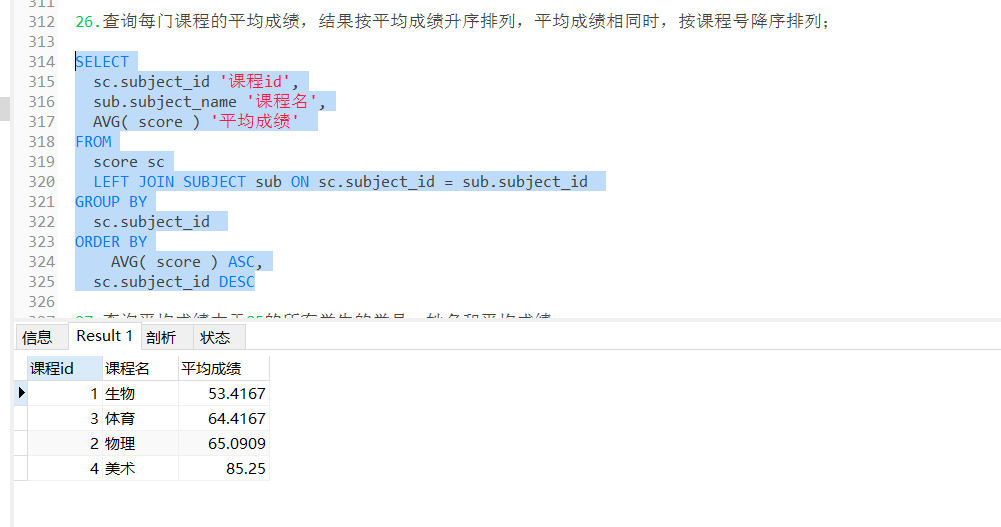 311
312 26.查询每门课程的平均成绩，结果按平均成绩升序排列，平均成绩相同时，按课程号降序排列；
313
314 SELECT
315 sc.subject_id '课程id',
316 sub.subject_name '课程名',
317 AVG( score ) '平均成绩'
318 FROM
319 score sc
320 LEFT JOIN SUBJECT sub ON sc.subject_id = sub.subject_id
321 GROUP BY
322 sc.subject_id
323 ORDER BY
324 AVG( score ) ASC,
325 sc.subject_id DESC
326
信息 Result 1 剖析 状态
课程id 课程名 平均成绩
1 生物 53.4167
3 体育 64.4167
2 物理 65.0909
4 美术 85.25